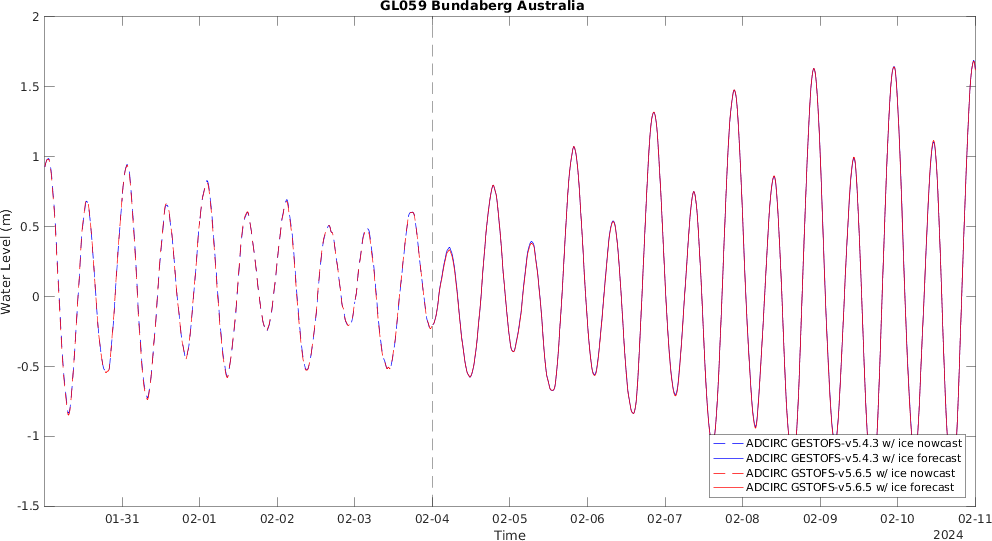 GL059 Bundaberg Australia
2
1.5
1
0.5
0
-0.5
-1
-1.5
Water Level (m)
ADCIRC GESTOFS-v5.4.3 w/ ice nowcast
ADCIRC GESTOFS-v5.4.3 w/ ice forecast
ADCIRC GSTOFS-v5.6.5 w/ ice nowcast
ADCIRC GSTOFS-v5.6.5 w/ ice forecast
01-31 02-01 02-02 02-03 02-04 02-05 02-06 02-07 02-08 02-09 02-10 02-11
Time
2024